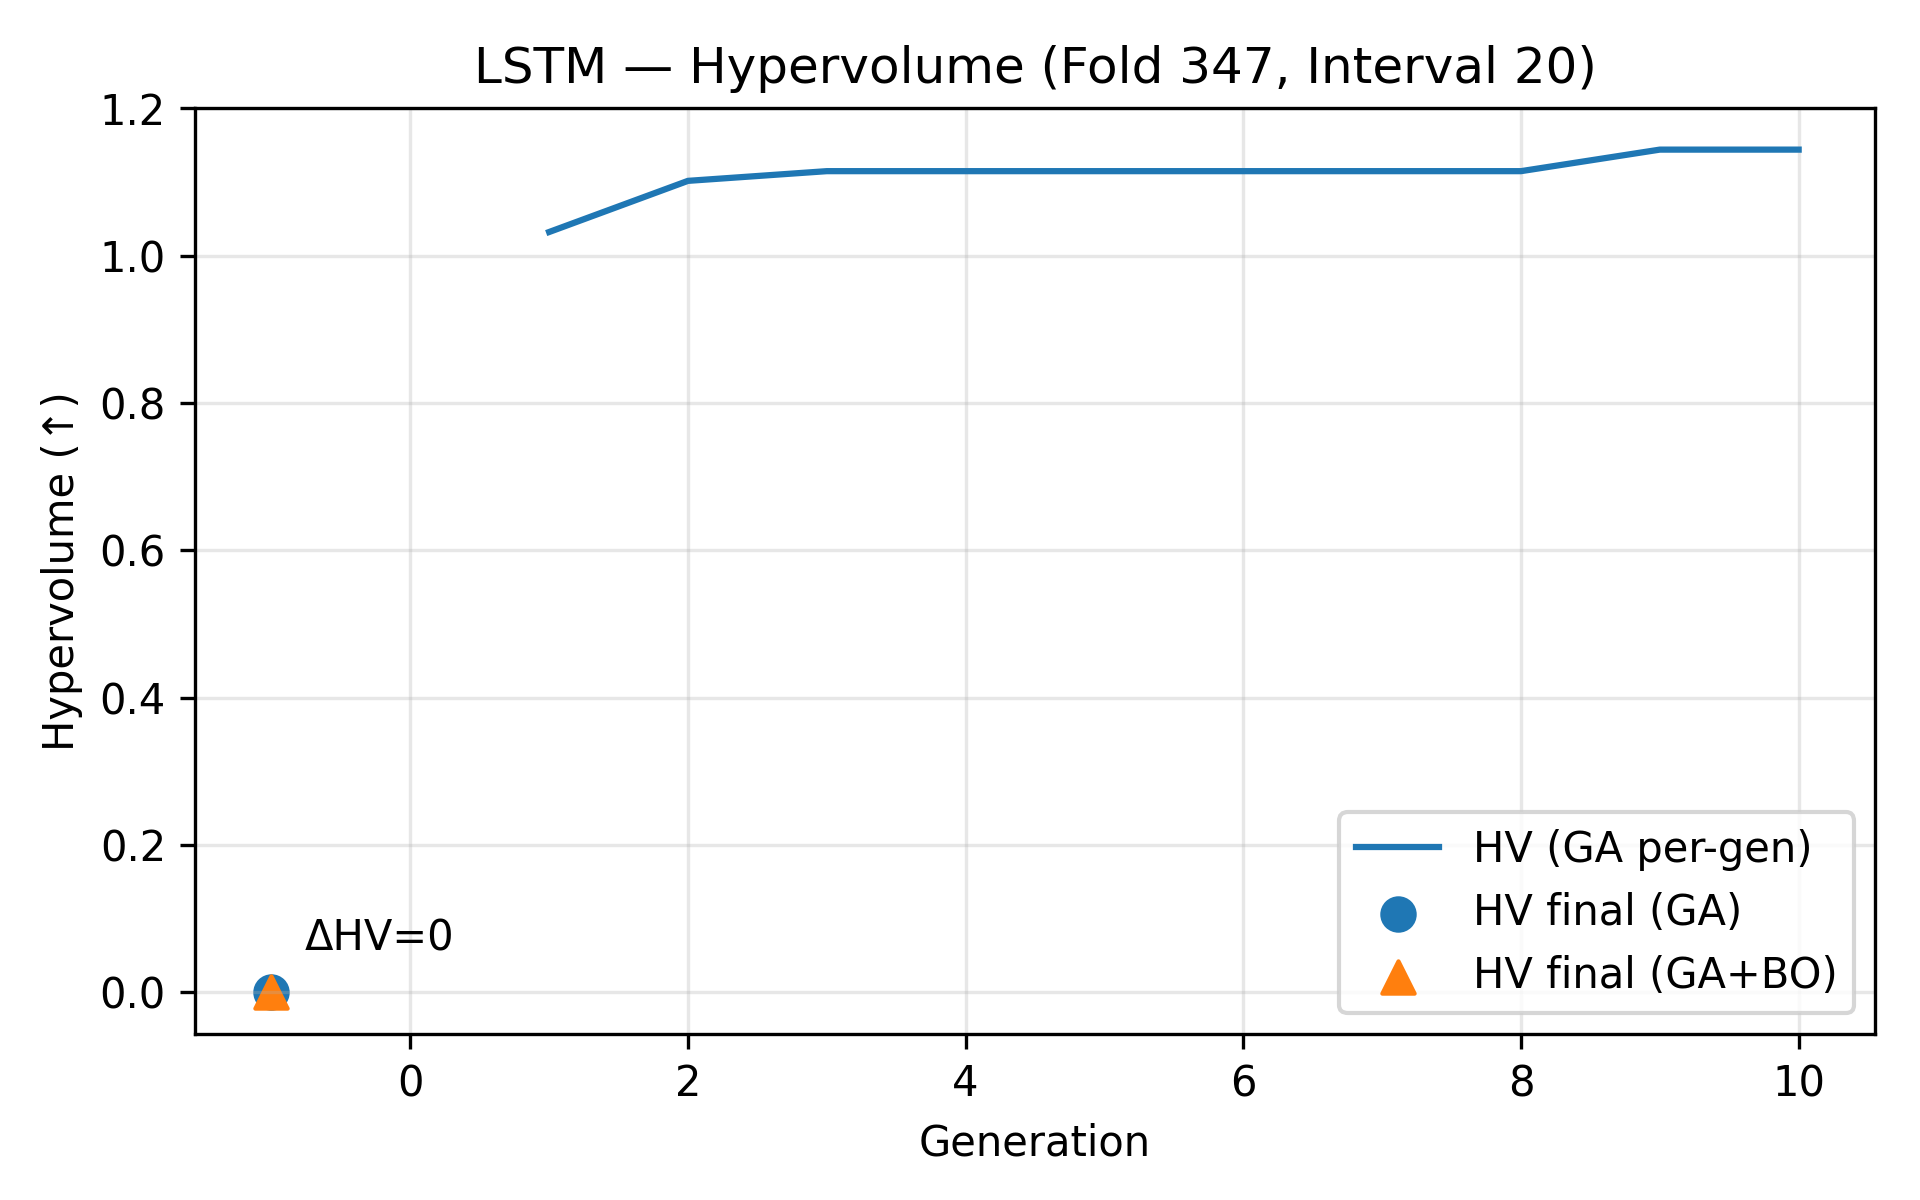 LSTM — Hypervolume (Fold 347, Interval 20)
Hypervolume (↑)
1.2
1.0
0.8
0.6
0.4
0.2
0.0
ΔHV=0
HV (GA per-gen)
HV final (GA)
HV final (GA+BO)
0 2 4 6 8 10
Generation